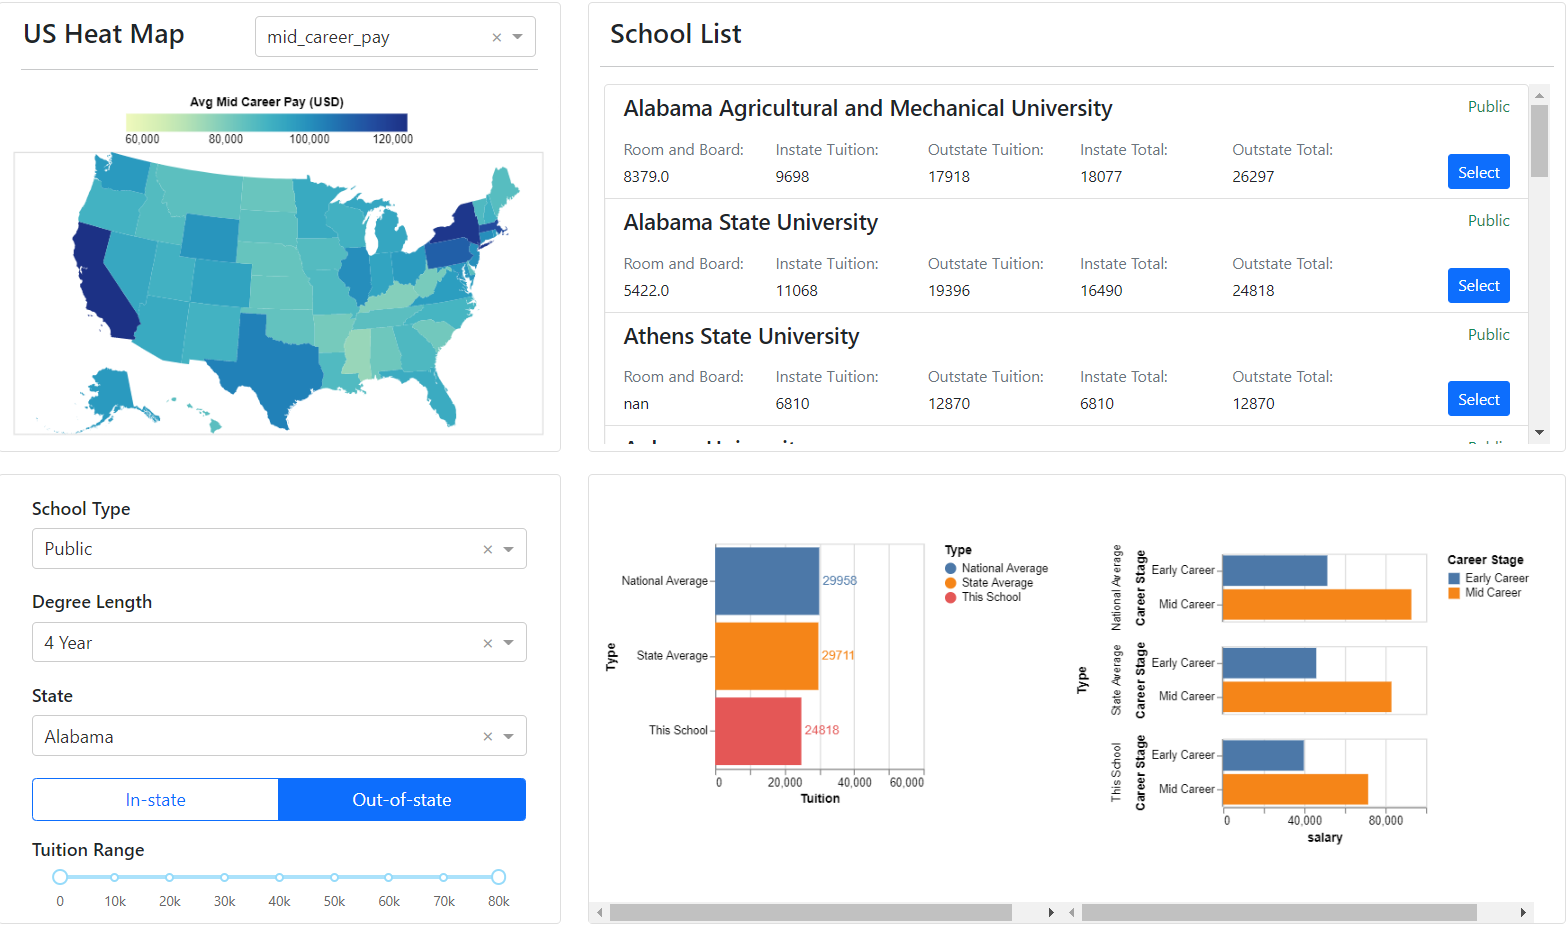 US Heat Map
mid_career_pay × 
Avg Mid Career Pay (USD)
60,000 80,000 100,000 120,000
School List
Alabama Agricultural and Mechanical University Public
Room and Board: Instate Tuition: Outstate Tuition: Instate Total: Outstate Total:
8379.0 9698 17918 18077 26297 Select
Alabama State University Public
Room and Board: Instate Tuition: Outstate Tuition: Instate Total: Outstate Total:
5422.0 11068 19396 16490 24818 Select
Athens State University Public
Room and Board: Instate Tuition: Outstate Tuition: Instate Total: Outstate Total:
nan 6810 12870 6810 12870 Select
School Type
Public ×
Degree Length
4 Year ×
State
Alabama ×
In-state Out-of-state
Tuition Range
0 10k 20k 30k 40k 50k 60k 70k 80k
Type
National Average 29958
State Average 29711
This School 24818
0 20,000 40,000 60,000
Tuition
Type
National Average
State Average
This School
Type
National Average
Career Stage
Early Career
Mid Career
State Average
Career Stage
Early Career
Mid Career
This School
Career Stage
Early Career
Mid Career
0 40,000 80,000
salary
Career Stage
Early Career
Mid Career